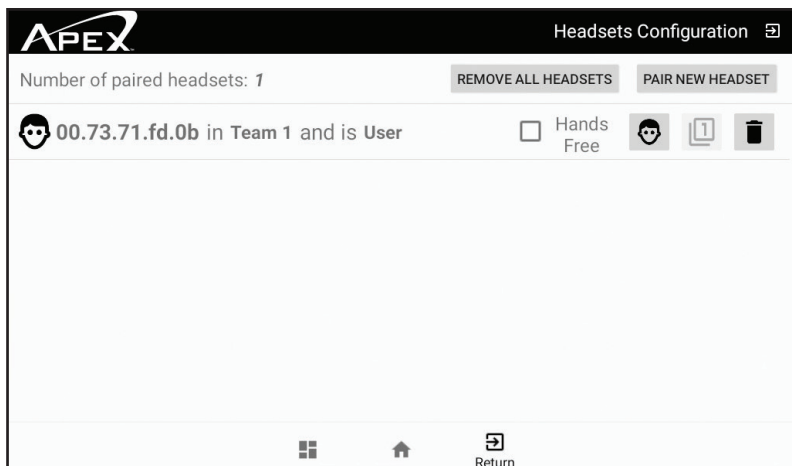 APEX Headsets Configuration
Number of paired headsets: 1 REMOVE ALL HEADSETS PAIR NEW HEADSET
00.73.71.fd.0b in Team 1 and is User Hands
Free
1
Return